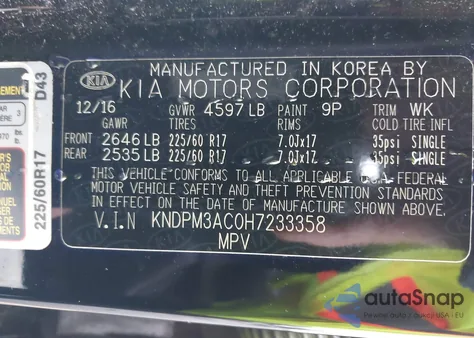 MANUFACTURED IN KOREA BY
KIA KIA MOTORS CORPORATION
12/16 GVWR 4597 LB PAINT 9P TRIM WK
GAWR TIRES RIMS COLD TIRE INFL
FRONT 2646 LB 225/60 R17 7.0Jx17 35psi SINGLE
REAR 2535 LB 225/60 R17 7.0Jx17 35psi SINGLE
THIS VEHICLE CONFORMS TO ALL APPLICABLE U.S.A. FEDERAL
MOTOR VEHICLE SAFETY AND THEFT PREVENTION STANDARDS
IN EFFECT ON THE DATE OF MANUFACTURE SHOWN ABOVE.
V.I.N KNDPM3AC0H7233358
MPV
D43
225/60R17
autoSnap